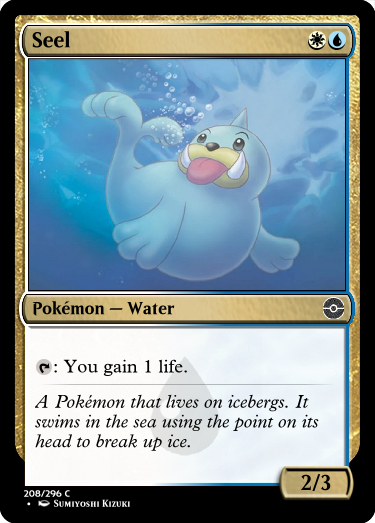 Seel
Pokémon — Water
: You gain 1 life.
A Pokémon that lives on icebergs. It
swims in the sea using the point on its
head to break up ice.
2/3
208/296 C
• Sumiyoshi Kizuki